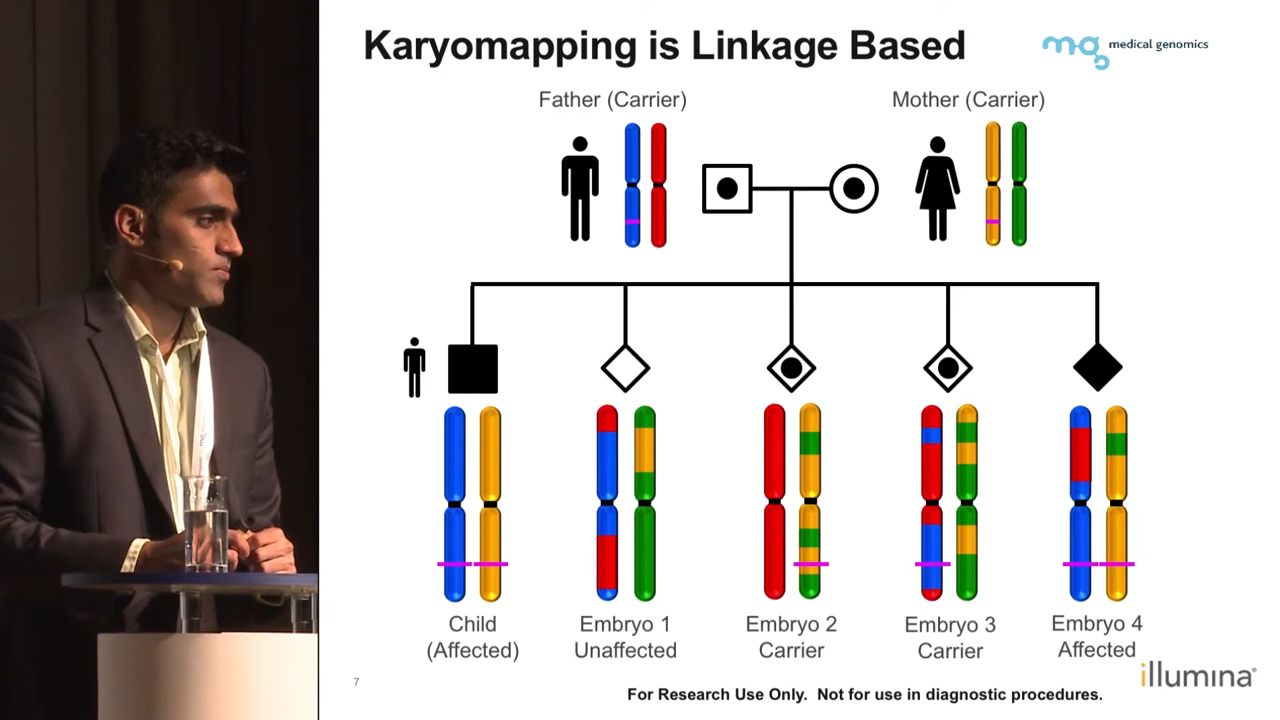 Karyomapping is Linkage Based
mg medical genomics
Father (Carrier)
Mother (Carrier)
Child
(Affected)
Embryo 1
Unaffected
Embryo 2
Carrier
Embryo 3
Carrier
Embryo 4
Affected
7
For Research Use Only.  Not for use in diagnostic procedures.
illumina®